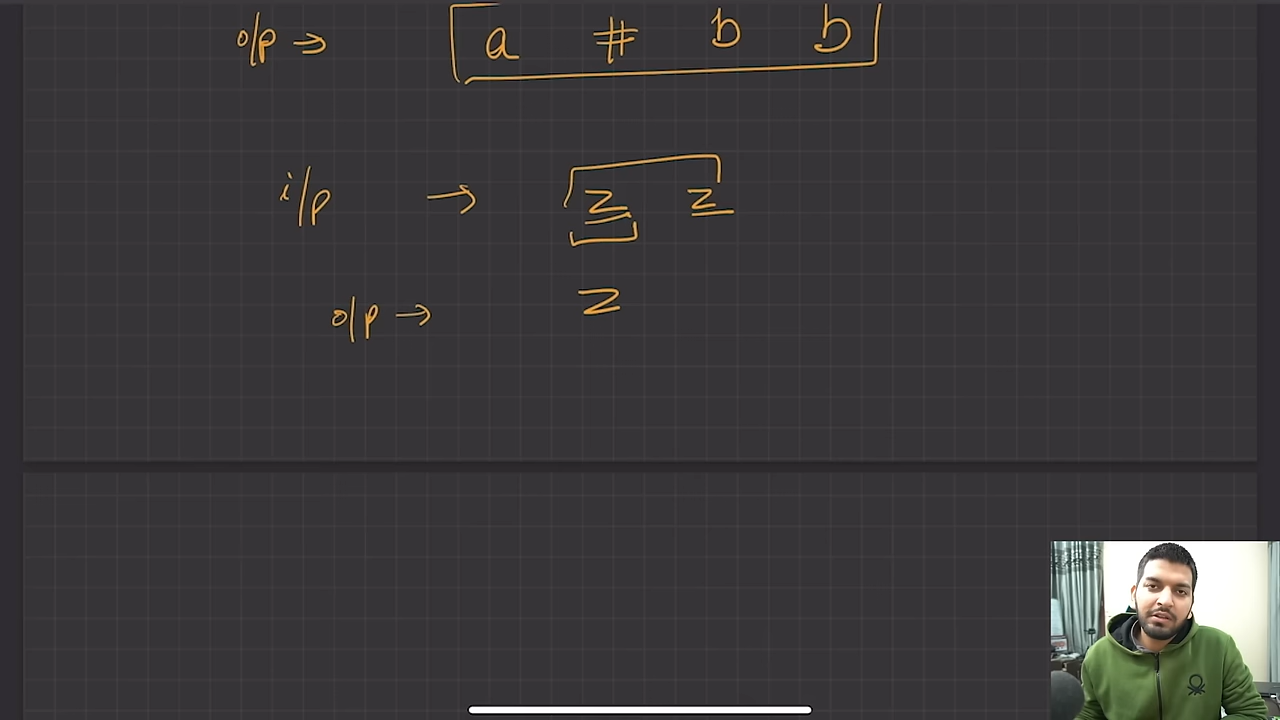 o/p → a # b b
i/p → z z
o/p → z